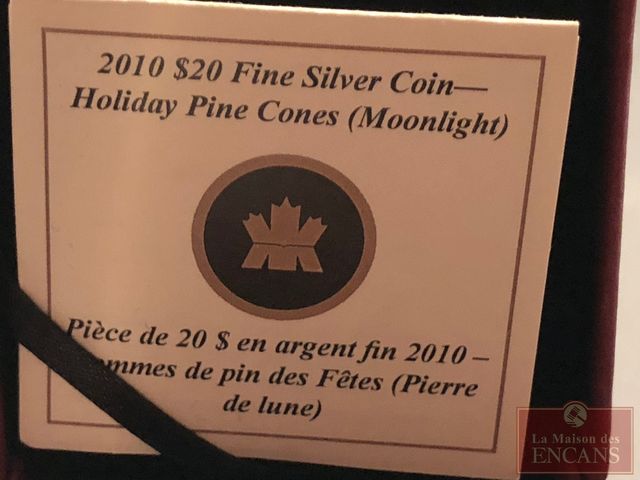 2010 $20 Fine Silver Coin—
Holiday Pine Cones (Moonlight)
Pièce de 20 $ en argent fin 2010 –
de pin des Fêtes (Pierre
de lune)
La Maison des
ENCANS